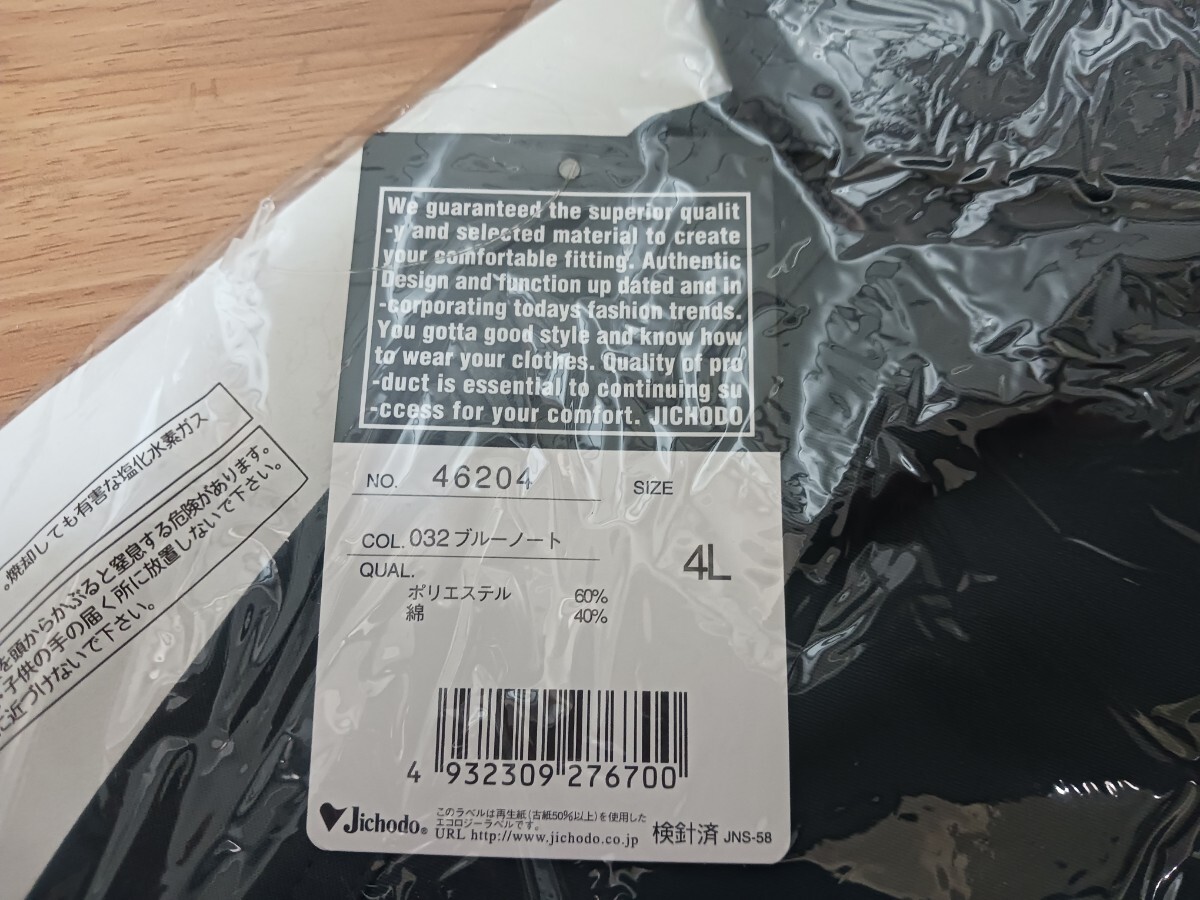 We guaranteed the superior qualit
-y and selected material to create
your comfortable fitting. Authentic
Design and function up dated and in
-corporating todays fashion trends.
You gotta good style and know how
to wear your clothes. Quality of pro
-duct is essential to continuing su
-ccess for your comfort. JICHODO
NO. 46204
SIZE
4L
COL. 032 ブルーノート
QUAL.
ポリエステル 60%
綿 40%
4 932309 276700
Jichodo®
このラベルは再生紙(古紙50%以上)を使用した
エコロジーラベルです。
URL http://www.jichodo.co.jp
検針済 JNS-58
焼却しても有害な塩化水素ガス
を頭からかぶると窒息する危険があります。
子供の手の届く所に放置しないで下さい。
に近づけないで下さい。